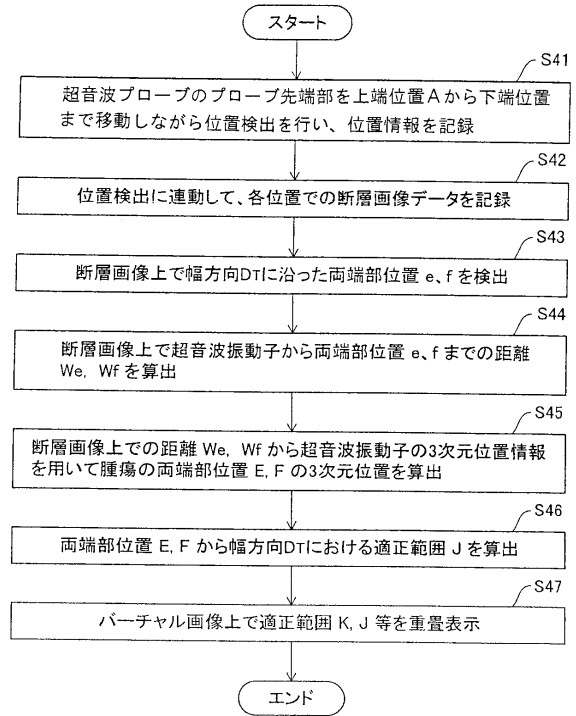 スタート
S41
超音波プローブのプローブ先端部を上端位置Aから下端位置
まで移動しながら位置検出を行い、位置情報を記録
S42
位置検出に連動して、各位置での断層画像データを記録
S43
断層画像上で幅方向DTに沿った両端部位置 e、f を検出
S44
断層画像上で超音波振動子から両端部位置 e、f までの距離
We, Wf を算出
S45
断層画像上での距離 We, Wf から超音波振動子の3次元位置情報
を用いて腫瘍の両端部位置 E, F の3次元位置を算出
S46
両端部位置 E, F から幅方向DTにおける適正範囲 J を算出
S47
バーチャル画像上で適正範囲 K, J 等を重畳表示
エンド